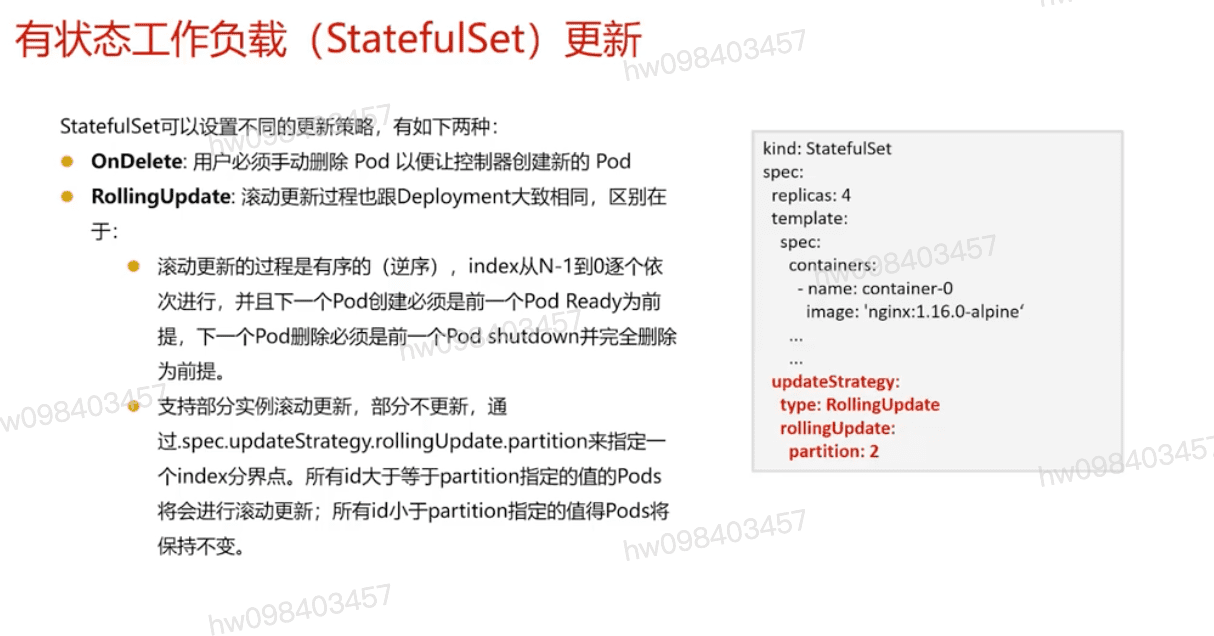 有状态工作负载（StatefulSet）更新
hw098403457
StatefulSet可以设置不同的更新策略，有如下两种：
hw098403457
OnDelete: 用户必须手动删除 Pod 以便让控制器创建新的 Pod
RollingUpdate: 滚动更新过程也跟Deployment大致相同，区别在
于：
滚动更新的过程是有序的（逆序），index从N-1到0逐个依
次进行，并且下一个Pod创建必须是前一个Pod Ready为前
提，下一个Pod删除必须是前一个Pod shutdown并完全删除
为前提。
hw098403457
支持部分实例滚动更新，部分不更新，通
过.spec.updateStrategy.rollingUpdate.partition来指定一
个index分界点。所有id大于等于partition指定的值的Pods
将会进行滚动更新；所有id小于partition指定的值得Pods将
保持不变。
hw098403457
kind: StatefulSet
spec:
replicas: 4
template:
spec:
containers:
- name: container-0
image: 'nginx:1.16.0-alpine‘
...
...
updateStrategy:
type: RollingUpdate
rollingUpdate:
partition: 2
hw098403457
hw098403457
hw098403457
hw098403457